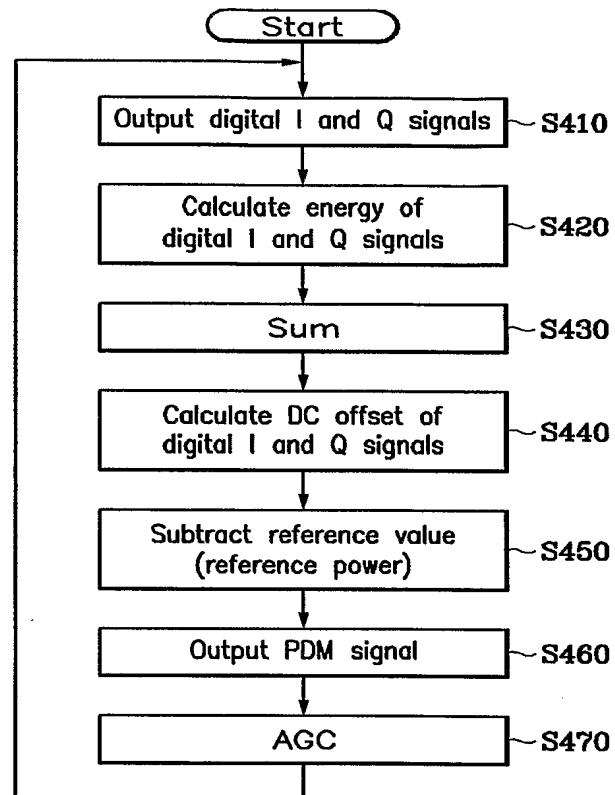 Start
Output digital I and Q signals
S410
Calculate energy of
digital I and Q signals
S420
Sum
S430
Calculate DC offset of
digital I and Q signals
S440
Subtract reference value
(reference power)
S450
Output PDM signal
S460
AGC
S470